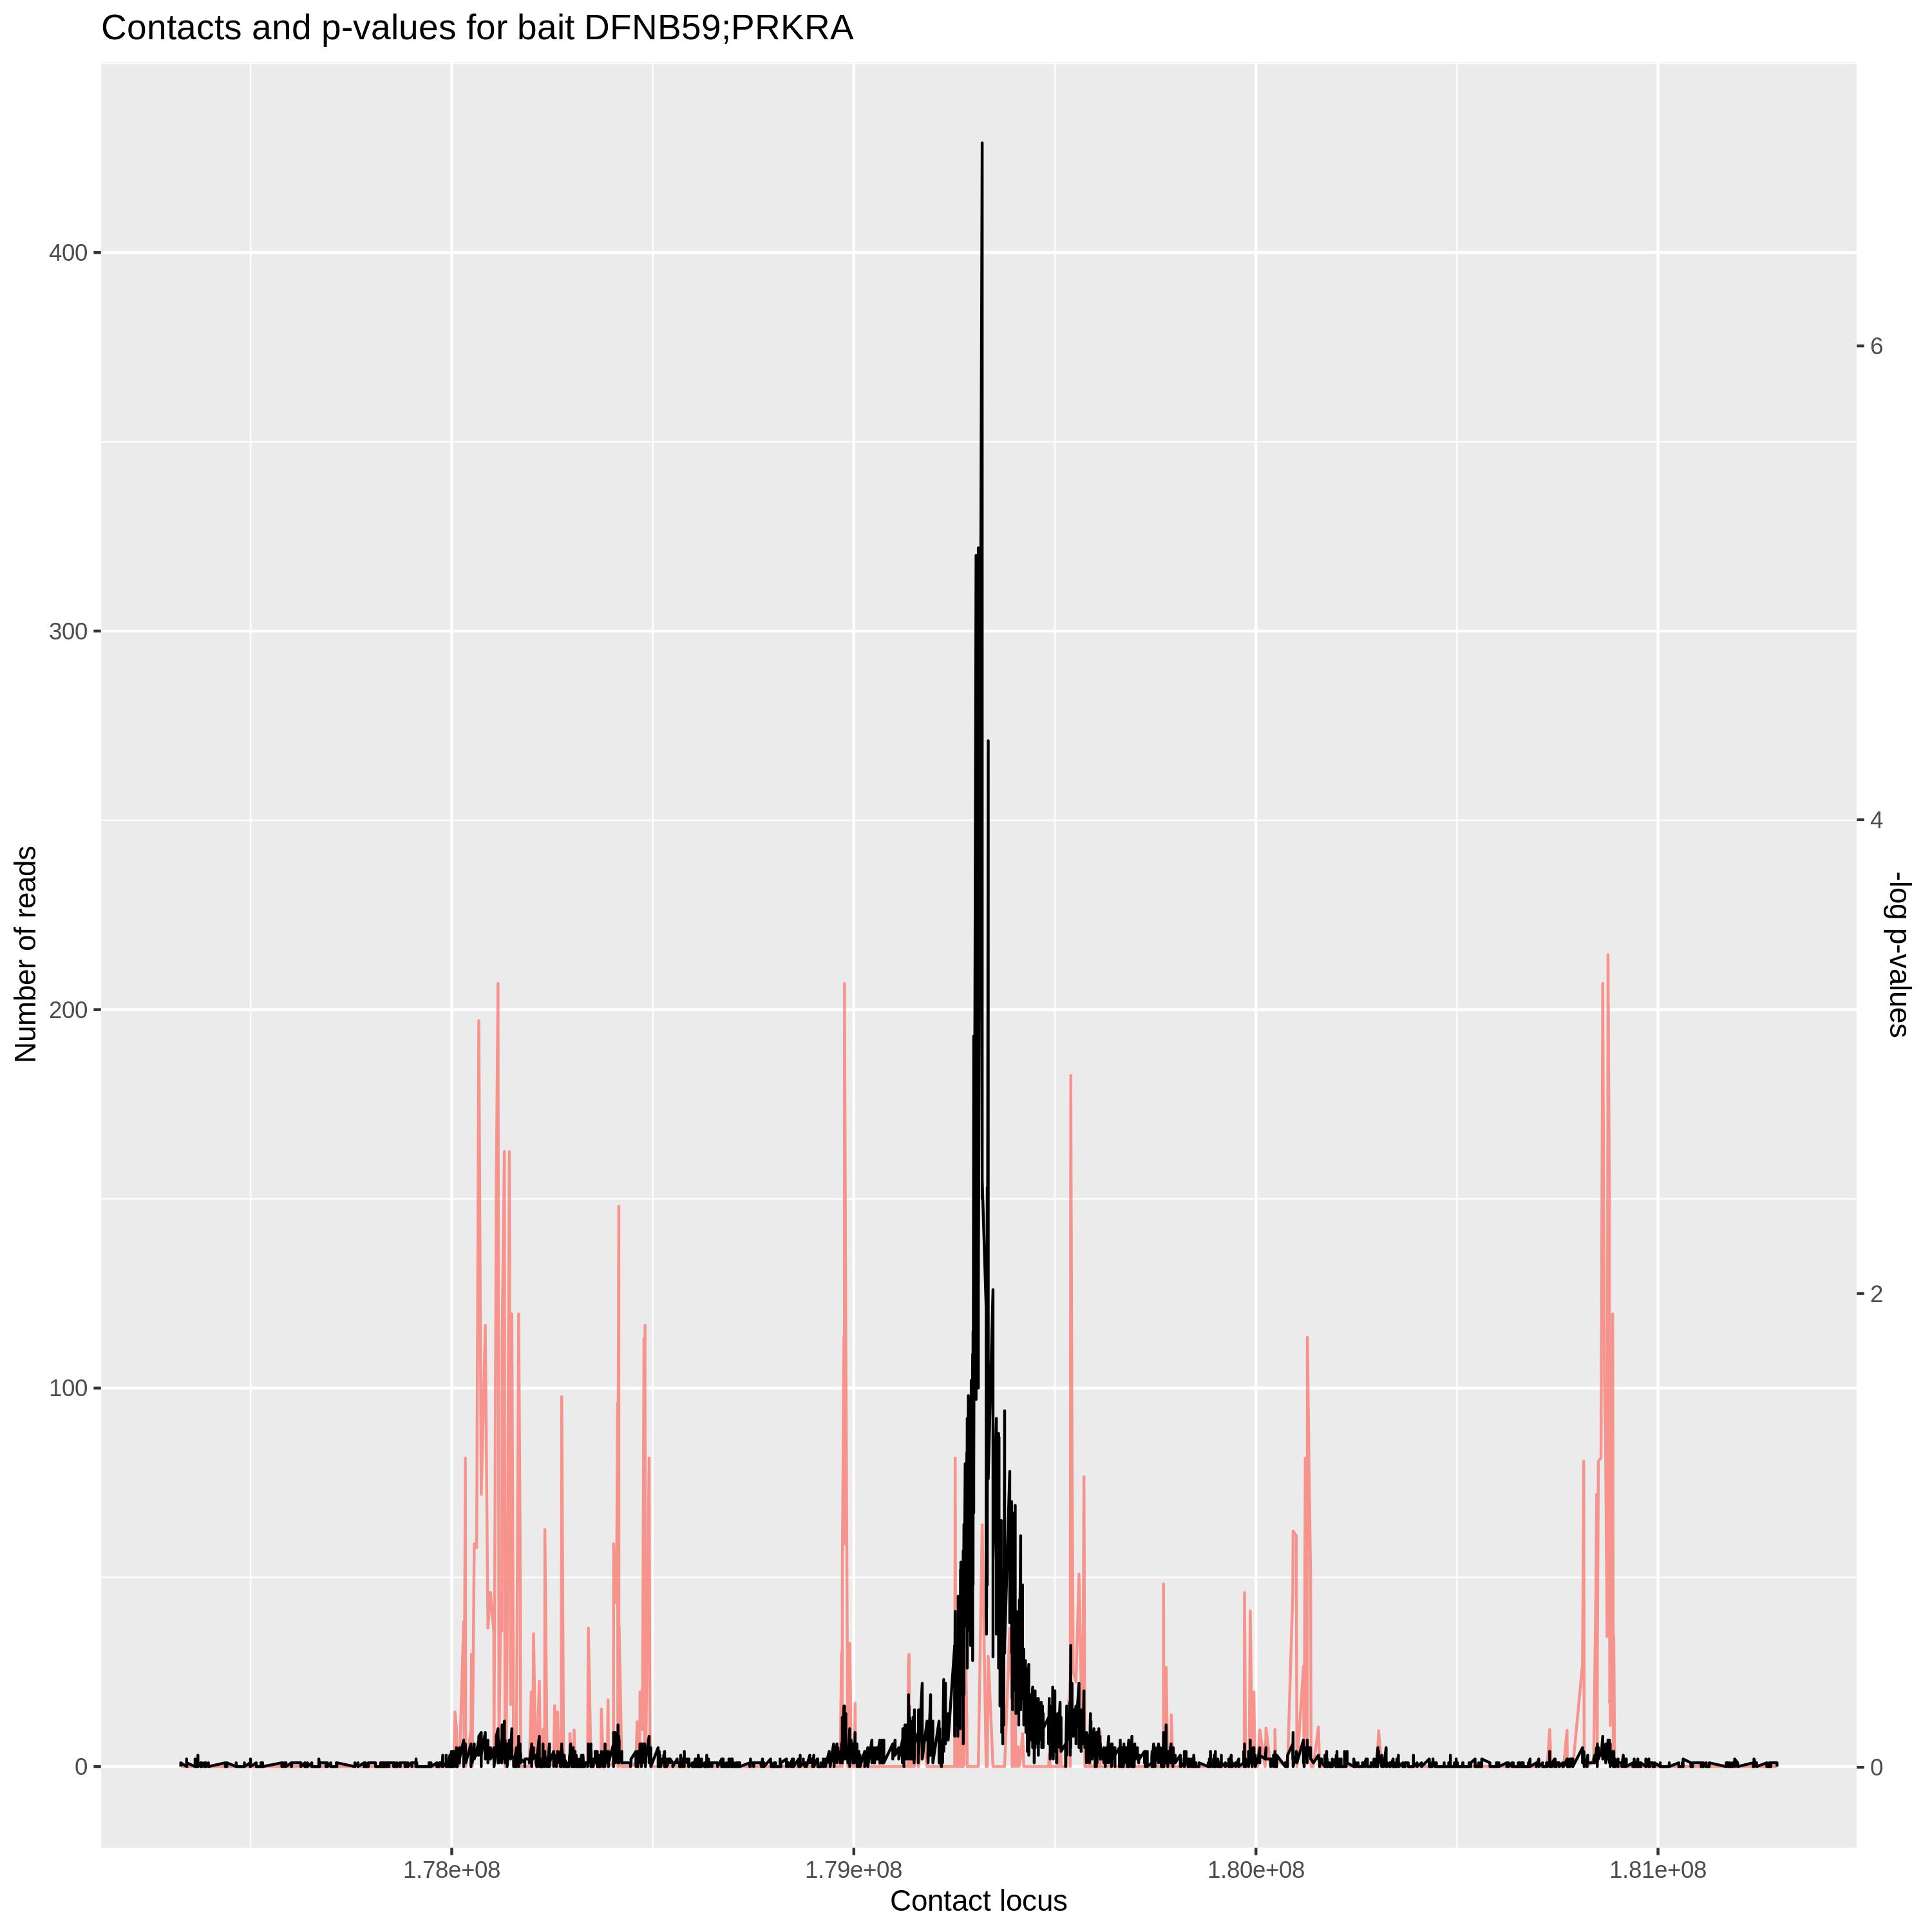 Contacts and p-values for bait DFNB59;PRKRA
400
300
200
100
0
Number of reads
6
4
2
0
-log p-values
1.78e+08
1.79e+08
1.80e+08
1.81e+08
Contact locus